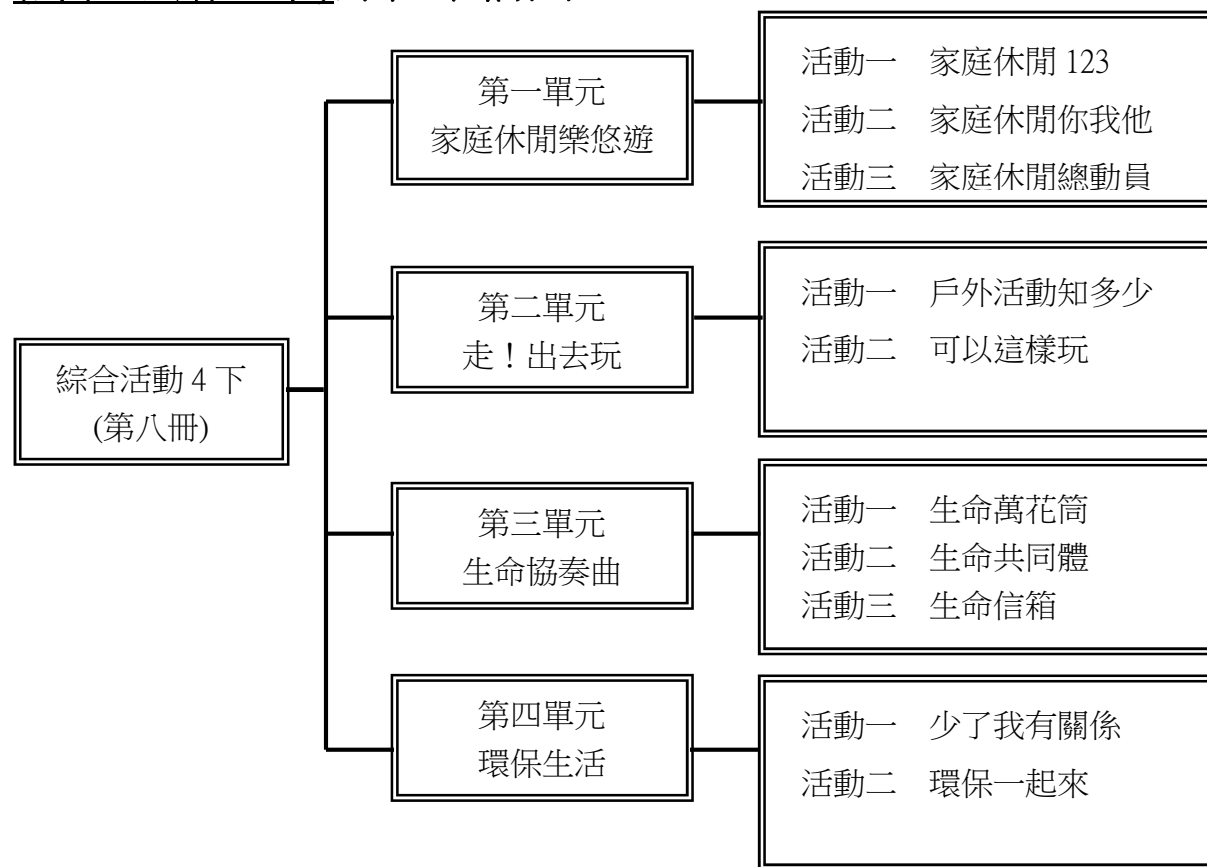 綜合活動 4 下
(第八冊)
第一單元
家庭休閒樂悠遊
活動一　家庭休閒 123
活動二　家庭休閒你我他
活動三　家庭休閒總動員
第二單元
走！出去玩
活動一　戶外活動知多少
活動二　可以這樣玩
第三單元
生命協奏曲
活動一　生命萬花筒
活動二　生命共同體
活動三　生命信箱
第四單元
環保生活
活動一　少了我有關係
活動二　環保一起來